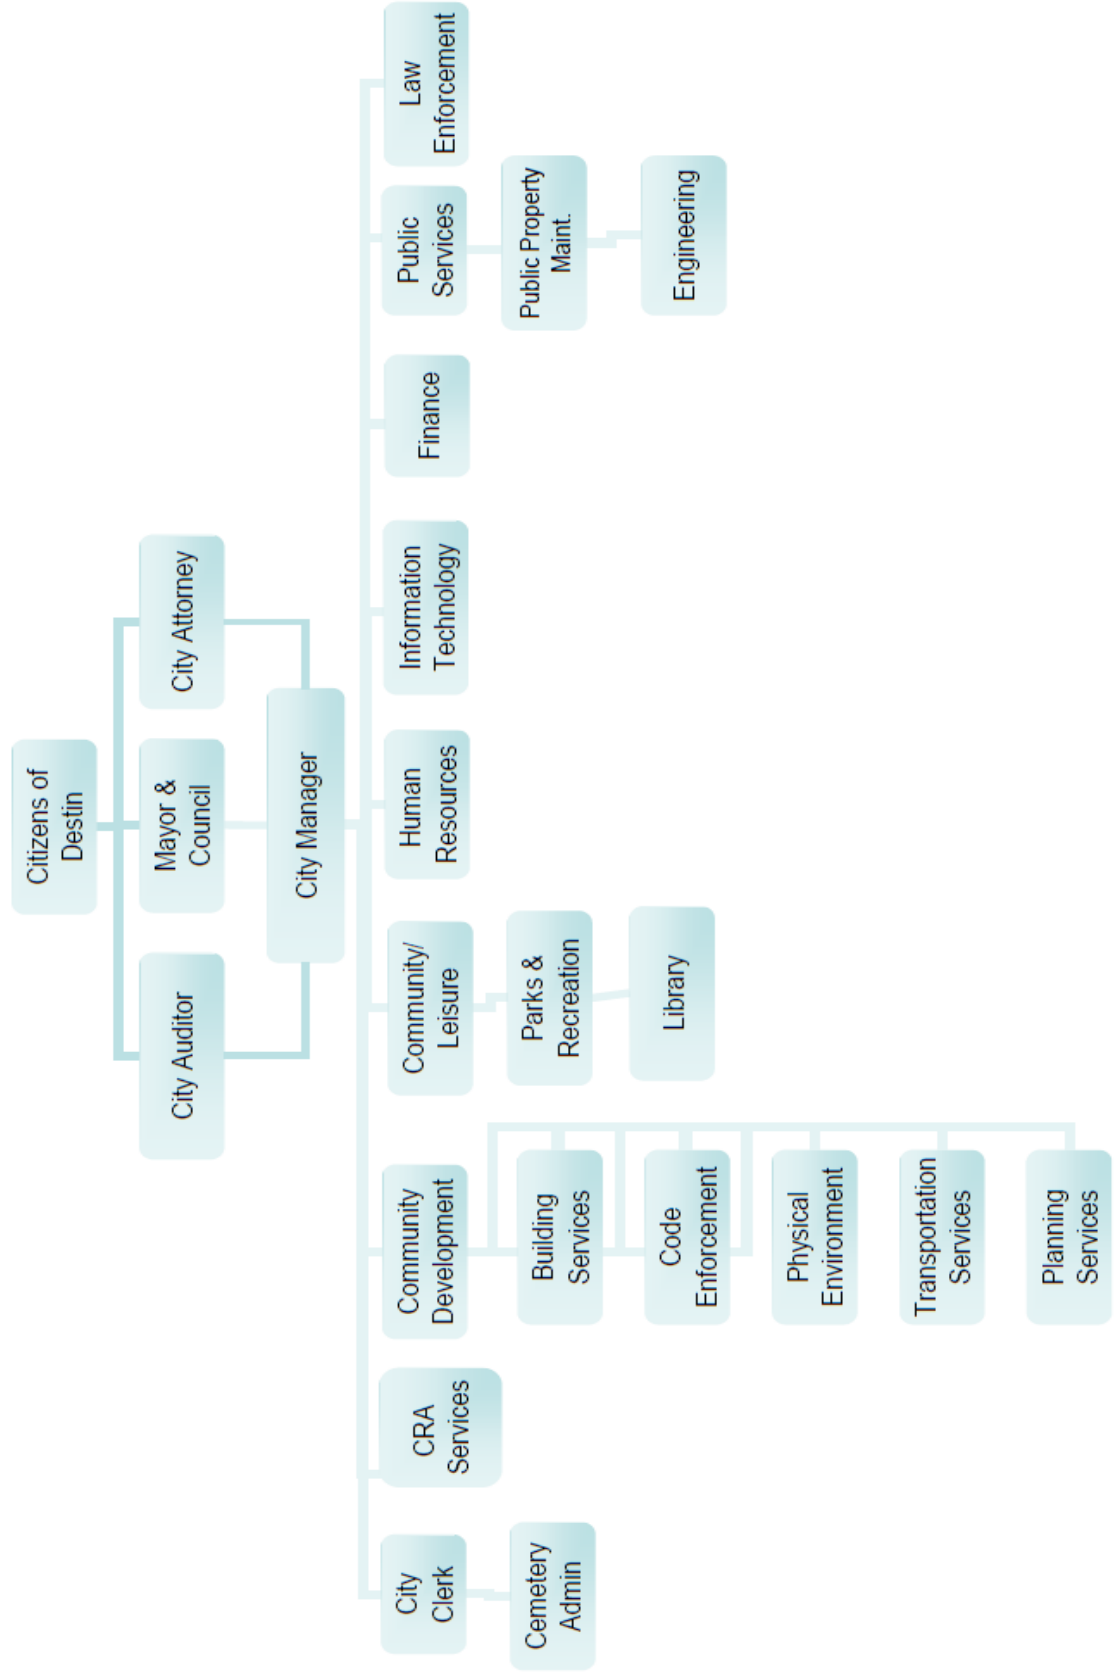 Citizens of
Destin
City Auditor
Mayor &
Council
City Attorney
City Manager
City
Clerk
CRA
Services
Community
Development
Community/
Leisure
Human
Resources
Information
Technology
Finance
Public
Services
Law
Enforcement
Cemetery
Admin
Building
Services
Parks &
Recreation
Public Property
Maint.
Code
Enforcement
Library
Engineering
Physical
Environment
Transportation
Services
Planning
Services